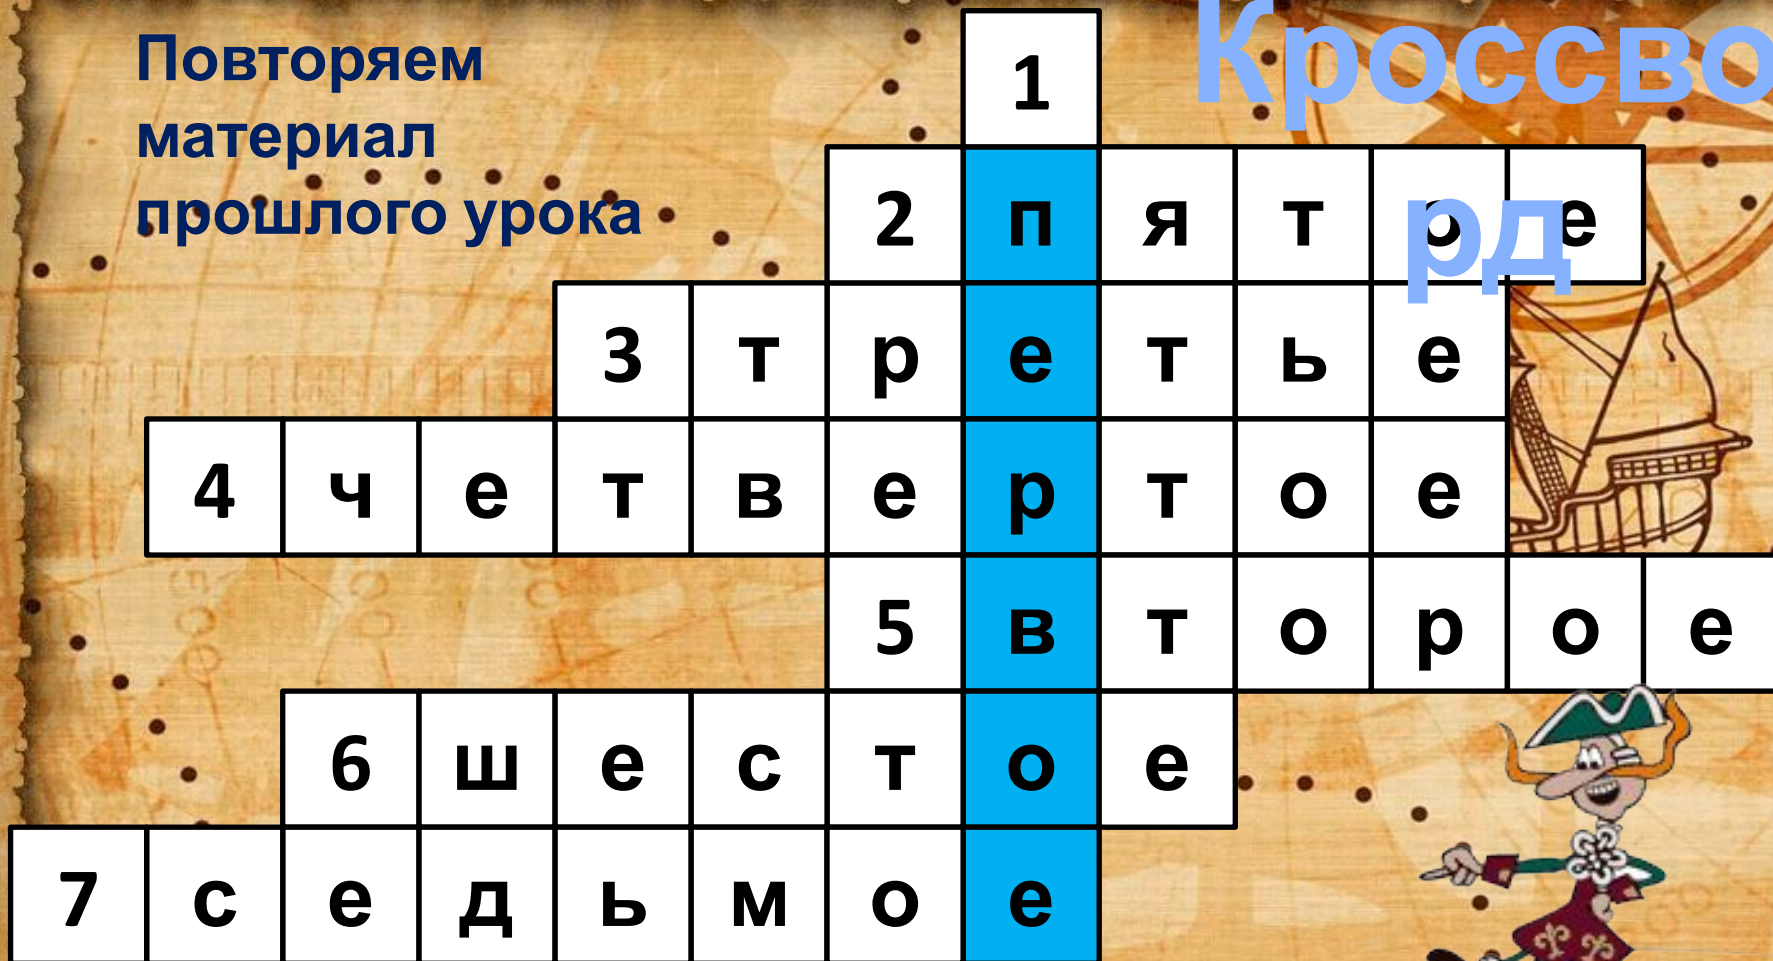 Повторяем
материал
прошлого урока
Кроссво
рд
1
2 п я т о е
3 т р е т ь е
4 ч е т в е р т о е
5 в т о р о е
6 ш е с т о е
7 с е д ь м о е